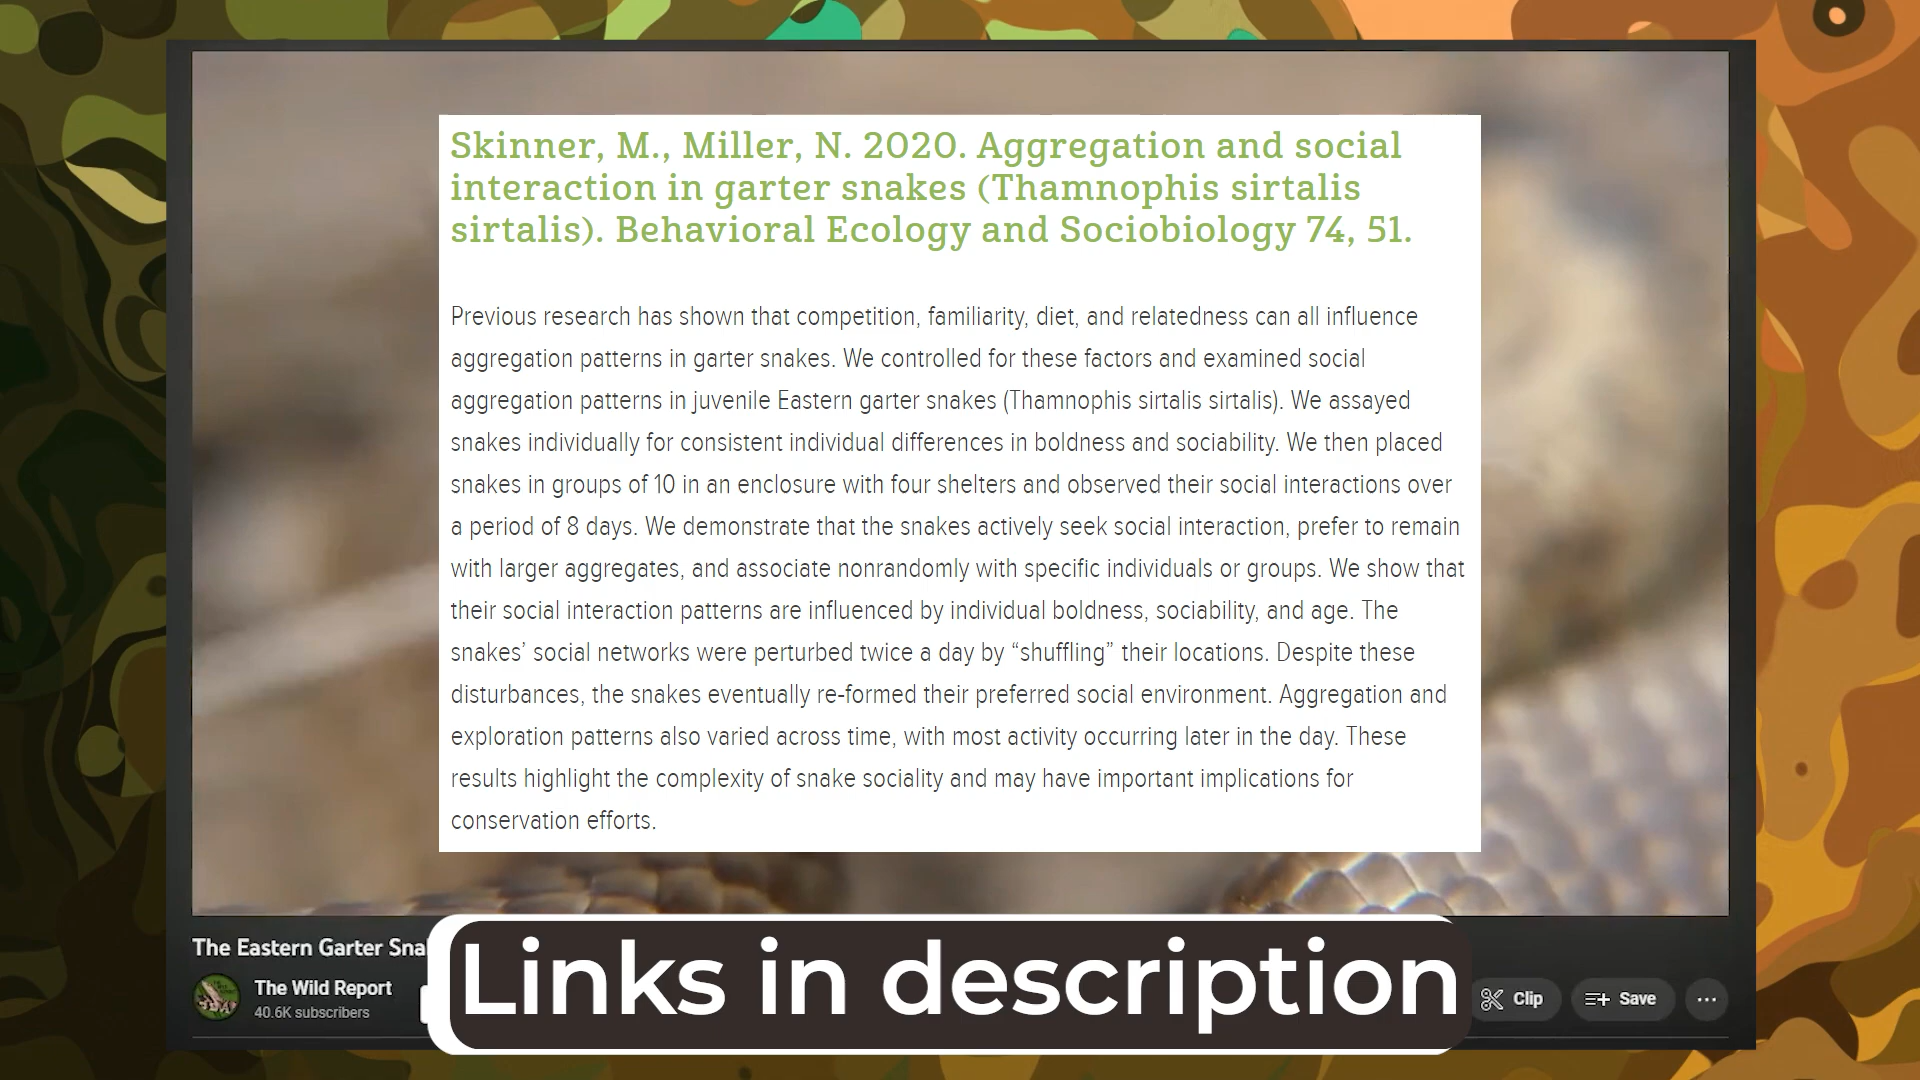 Skinner, M., Miller, N. 2020. Aggregation and social
interaction in garter snakes (Thamnophis sirtalis
sirtalis). Behavioral Ecology and Sociobiology 74, 51.
Previous research has shown that competition, familiarity, diet, and relatedness can all influence
aggregation patterns in garter snakes. We controlled for these factors and examined social
aggregation patterns in juvenile Eastern garter snakes (Thamnophis sirtalis sirtalis). We assayed
snakes individually for consistent individual differences in boldness and sociability. We then placed
snakes in groups of 10 in an enclosure with four shelters and observed their social interactions over
a period of 8 days. We demonstrate that the snakes actively seek social interaction, prefer to remain
with larger aggregates, and associate nonrandomly with specific individuals or groups. We show that
their social interaction patterns are influenced by individual boldness, sociability, and age. The
snakes’ social networks were perturbed twice a day by “shuffling” their locations. Despite these
disturbances, the snakes eventually re-formed their preferred social environment. Aggregation and
exploration patterns also varied across time, with most activity occurring later in the day. These
results highlight the complexity of snake sociality and may have important implications for
conservation efforts.
The Eastern Garter
Links in description
The Wild Report
40.6K subscribers
Clip
Save